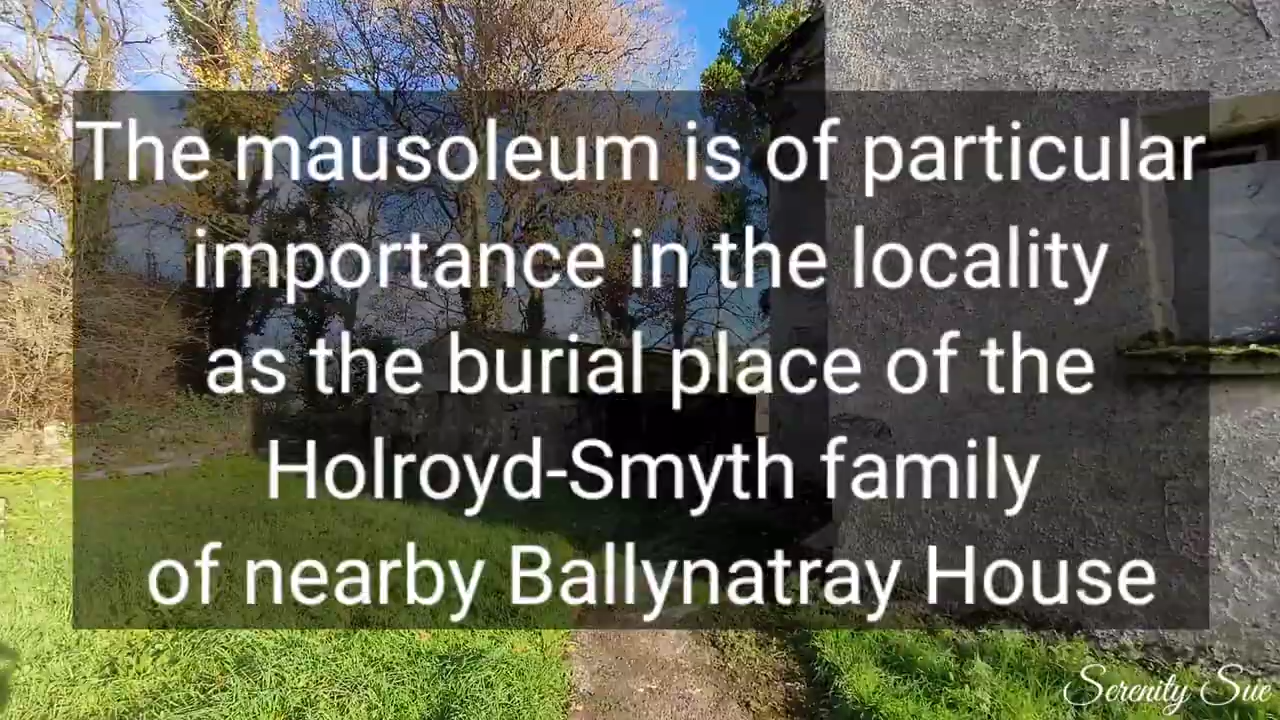 The mausoleum is of particular
importance in the locality
as the burial place of the
Holroyd-Smyth family
of nearby Ballynatray House
Serenity Sue